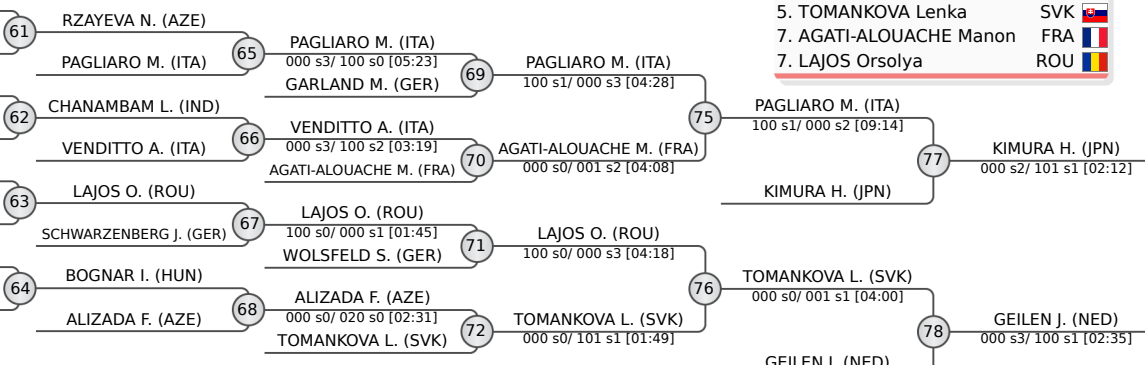 5. TOMANKOVA Lenka SVK
7. AGATI-ALOUACHE Manon FRA
7. LAJOS Orsolya ROU
61
RZAYEVA N. (AZE)
PAGLIARO M. (ITA)
62
CHANAMBAM L. (IND)
VENDITTO A. (ITA)
63
LAJOS O. (ROU)
SCHWARZENBERG J. (GER)
64
BOGNAR I. (HUN)
ALIZADA F. (AZE)
65
PAGLIARO M. (ITA)
000 s3/ 100 s0 [05:23]
GARLAND M. (GER)
66
VENDITTO A. (ITA)
000 s3/ 100 s2 [03:19]
AGATI-ALOUACHE M. (FRA)
67
LAJOS O. (ROU)
100 s0/ 000 s1 [01:45]
WOLSFELD S. (GER)
68
ALIZADA F. (AZE)
000 s0/ 020 s0 [02:31]
TOMANKOVA L. (SVK)
69
PAGLIARO M. (ITA)
100 s1/ 000 s3 [04:28]
70
AGATI-ALOUACHE M. (FRA)
000 s0/ 001 s2 [04:08]
71
LAJOS O. (ROU)
100 s0/ 000 s3 [04:18]
72
TOMANKOVA L. (SVK)
000 s0/ 101 s1 [01:49]
75
PAGLIARO M. (ITA)
100 s1/ 000 s2 [09:14]
KIMURA H. (JPN)
76
TOMANKOVA L. (SVK)
000 s0/ 001 s1 [04:00]
GEILEN J. (NED)
77
KIMURA H. (JPN)
000 s2/ 101 s1 [02:12]
78
GEILEN J. (NED)
000 s3/ 100 s1 [02:35]